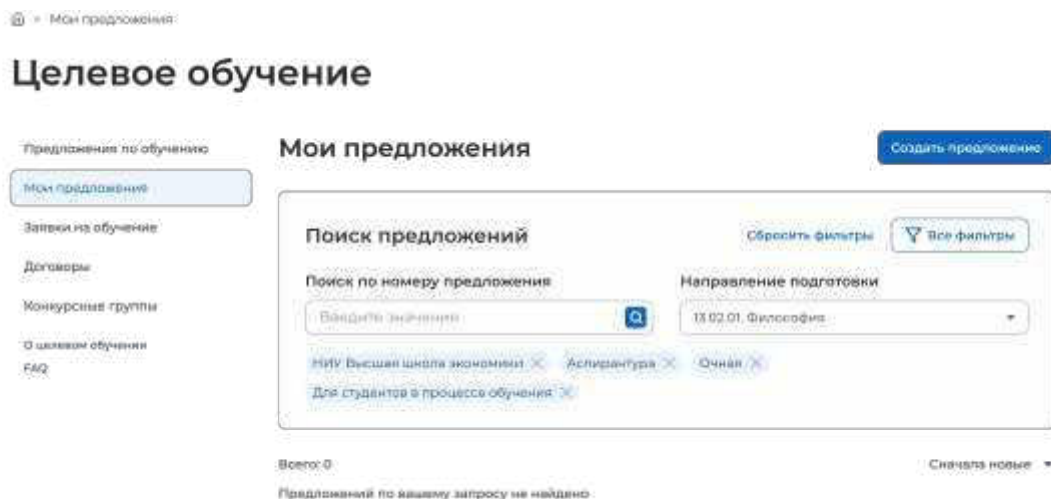 Мои предложения
Целевое обучение
Предложения по обучению
Мои предложения
Заявки на обучение
Договоры
Конкурсные группы
О целевом обучении
FAQ
Мои предложения
Создать предложение
Поиск предложений
Сбросить фильтры
Все фильтры
Поиск по номеру предложения
Направление подготовки
Введите значение
13.02.01. Философия
НИУ Высшая школа экономики
Аспирантура
Очная
Для студентов в процессе обучения
Всего: 0
Сначала новые
Предложений по вашему запросу не найдено